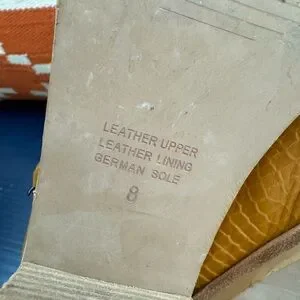 LEATHER UPPER
LEATHER LINING
GERMAN SOLE
8